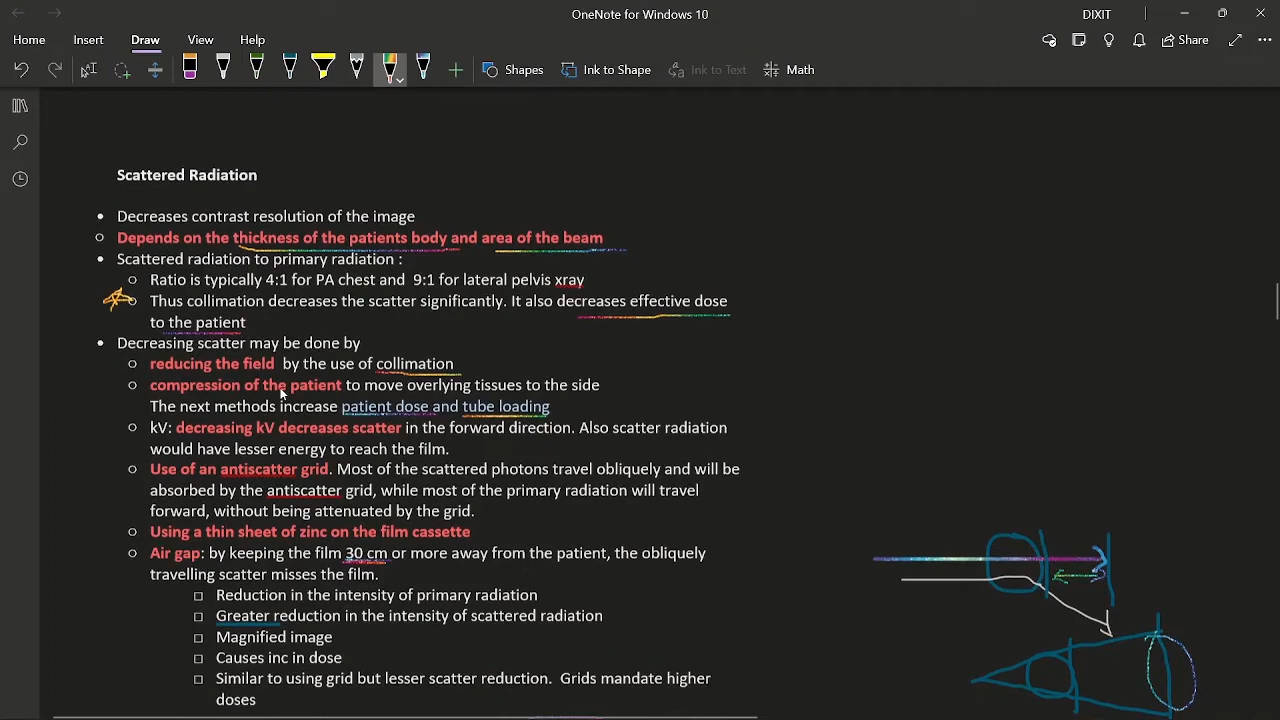 OneNote for Windows 10
DIXIT
Home Insert Draw View Help
Shapes Ink to Shape Ink to Text Math
Share
Scattered Radiation
Decreases contrast resolution of the image
Depends on the thickness of the patients body and area of the beam
Scattered radiation to primary radiation :
Ratio is typically 4:1 for PA chest and 9:1 for lateral pelvis xray
Thus collimation decreases the scatter significantly. It also decreases effective dose
to the patient
Decreasing scatter may be done by
reducing the field by the use of collimation
compression of the patient to move overlying tissues to the side
The next methods increase patient dose and tube loading
kV: decreasing kV decreases scatter in the forward direction. Also scatter radiation
would have lesser energy to reach the film.
Use of an antiscatter grid. Most of the scattered photons travel obliquely and will be
absorbed by the antiscatter grid, while most of the primary radiation will travel
forward, without being attenuated by the grid.
Using a thin sheet of zinc on the film cassette
Air gap: by keeping the film 30 cm or more away from the patient, the obliquely
travelling scatter misses the film.
Reduction in the intensity of primary radiation
Greater reduction in the intensity of scattered radiation
Magnified image
Causes inc in dose
Similar to using grid but lesser scatter reduction. Grids mandate higher
doses